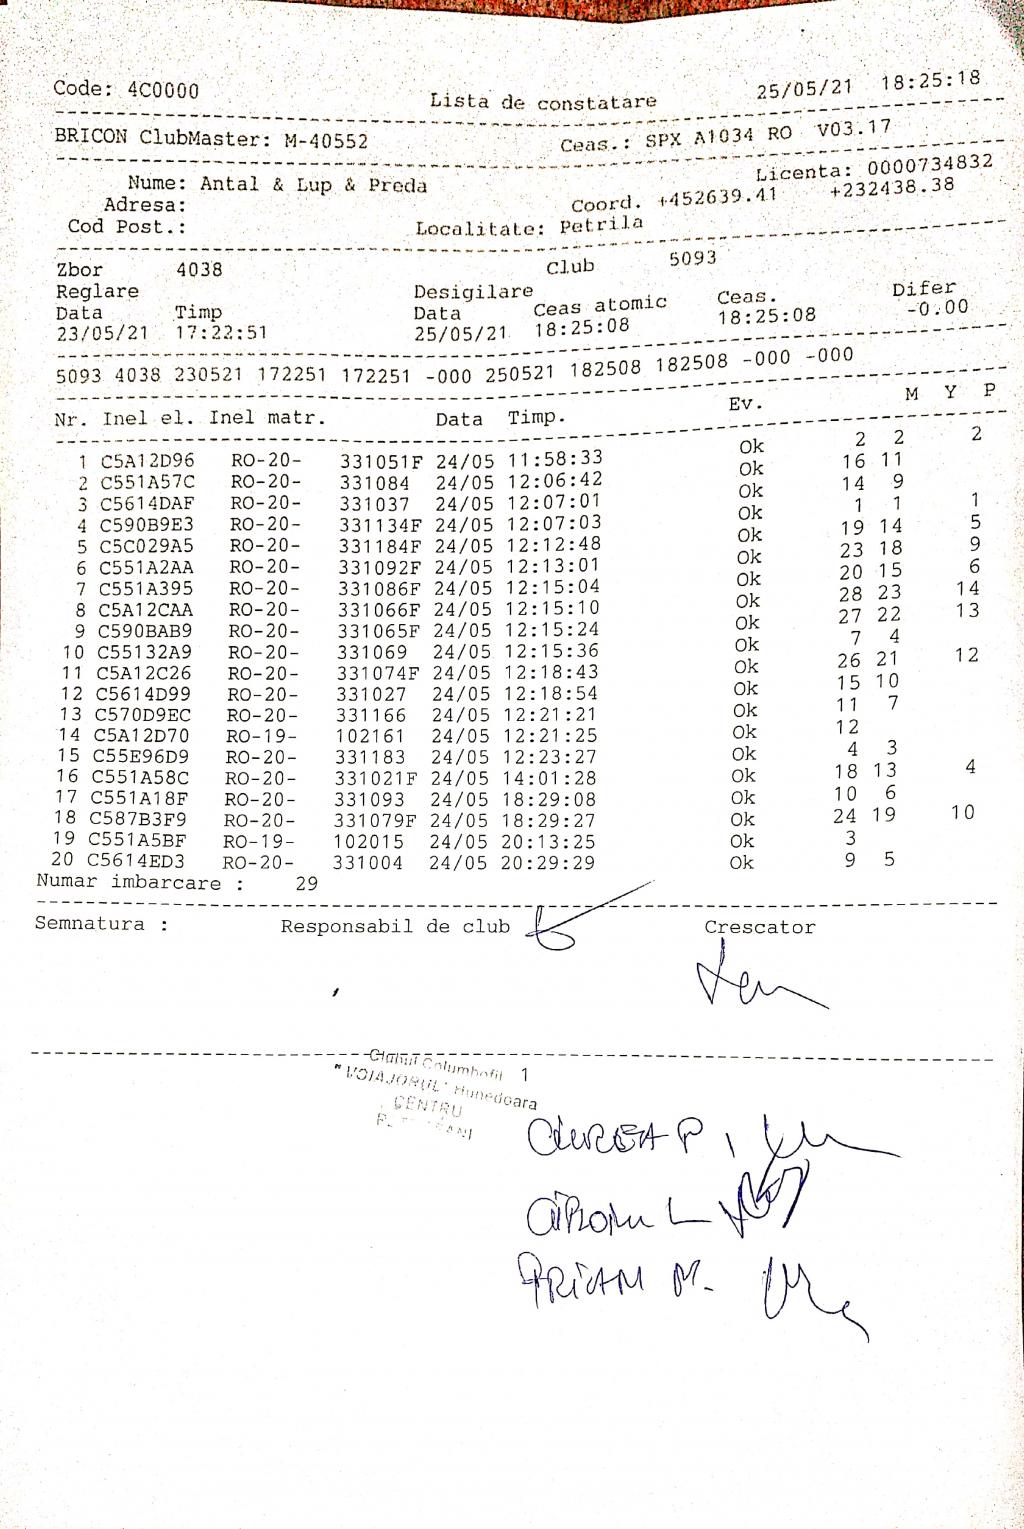 Code: 4C0000 Lista de constatare 25/05/21 18:25:18
BRICON ClubMaster: M-40552 Ceas.: SPX A1034 RO V03.17
Nume: Antal & Lup & Preda Licenta: 0000734832
Adresa: Coord. +452639.41 +232438.38
Cod Post.: Localitate: Petrila
Zbor 4038 Club 5093
Reglare Desigilare
Data Timp Data Ceas atomic Ceas. Difer
23/05/21 17:22:51 25/05/21 18:25:08 18:25:08 -0.00
5093 4038 230521 172251 172251 -000 250521 182508 182508 -000 -000
Nr. Inel el. Inel matr. Data Timp. Ev. M Y P
1 C5A12D96 RO-20- 331051F 24/05 11:58:33 Ok 2 2 2
2 C551A57C RO-20- 331084 24/05 12:06:42 Ok 16 11
3 C5614DAF RO-20- 331037 24/05 12:07:01 Ok 14 9
4 C590B9E3 RO-20- 331134F 24/05 12:07:03 Ok 1 1 1
5 C5C029A5 RO-20- 331184F 24/05 12:12:48 Ok 19 14 5
6 C551A2AA RO-20- 331092F 24/05 12:13:01 Ok 23 18 9
7 C551A395 RO-20- 331086F 24/05 12:15:04 Ok 20 15 6
8 C5A12CAA RO-20- 331066F 24/05 12:15:10 Ok 28 23 14
9 C590BAB9 RO-20- 331065F 24/05 12:15:24 Ok 27 22 13
10 C55132A9 RO-20- 331069 24/05 12:15:36 Ok 7 4
11 C5A12C26 RO-20- 331074F 24/05 12:18:43 Ok 26 21 12
12 C5614D99 RO-20- 331027 24/05 12:18:54 Ok 15 10
13 C570D9EC RO-20- 331166 24/05 12:21:21 Ok 11 7
14 C5A12D70 RO-19- 102161 24/05 12:21:25 Ok 12
15 C55E96D9 RO-20- 331183 24/05 12:23:27 Ok 4 3
16 C551A58C RO-20- 331021F 24/05 14:01:28 Ok 18 13 4
17 C551A18F RO-20- 331093 24/05 18:29:08 Ok 10 6
18 C587B3F9 RO-20- 331079F 24/05 18:29:27 Ok 24 19 10
19 C551A5BF RO-19- 102015 24/05 20:13:25 Ok 3
20 C5614ED3 RO-20- 331004 24/05 20:29:29 Ok 9 5
Numar imbarcare : 29
Semnatura : Responsabil de club Crescator
Clubul Columbofil 1
"VOIAJORUL" Hunedoara
CENTRU
CIURCEA P,
L
PRICAM M.